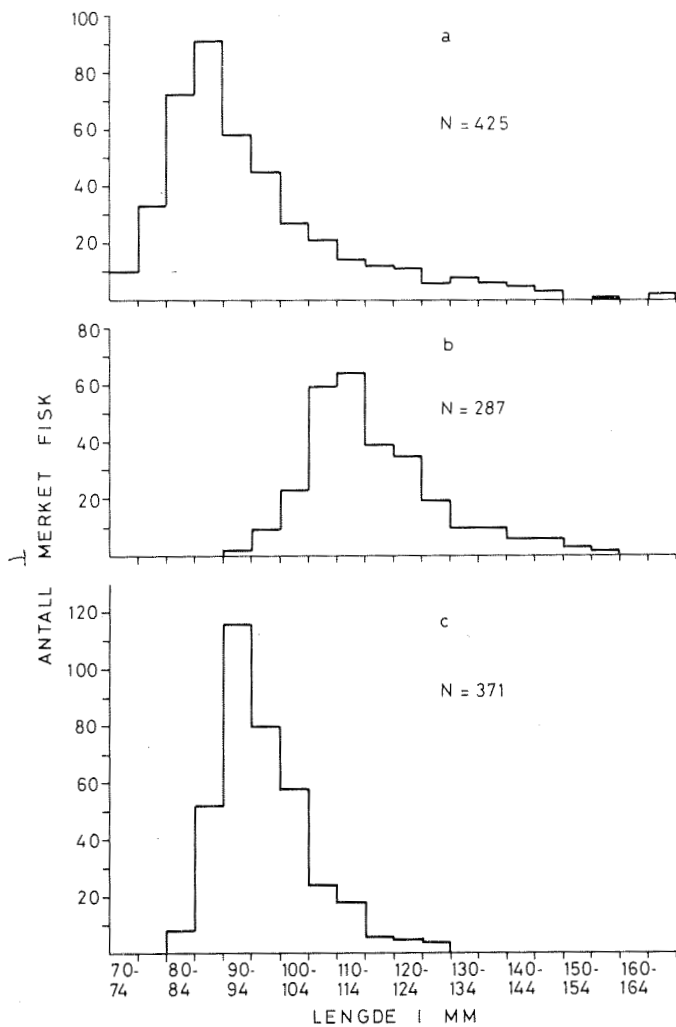 100
80
60
40
20
a
N = 425
80
60
40
20
b
N = 287
120
100
80
60
40
20
c
N = 371
ANTALL MERKET FISK
70-74 80-84 90-94 100-104 110-114 120-124 130-134 140-144 150-154 160-164
LENGDE I MM